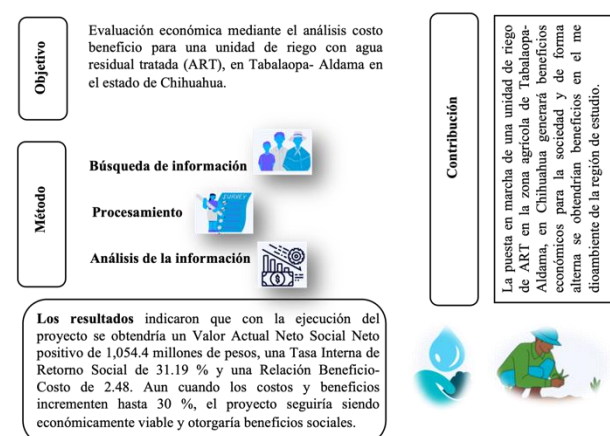 Objetivo
Evaluación económica mediante el análisis costo
beneficio para una unidad de riego con agua
residual tratada (ART), en Tabalaopa- Aldama en
el estado de Chihuahua.
Método
Búsqueda de información
SURVEY
Procesamiento
Análisis de la información
Los resultados indicaron que con la ejecución del
proyecto se obtendría un Valor Actual Neto Social Neto
positivo de 1,054.4 millones de pesos, una Tasa Interna de
Retorno Social de 31.19 % y una Relación Beneficio-
Costo de 2.48. Aun cuando los costos y beneficios
incrementen hasta 30 %, el proyecto seguiría siendo
económicamente viable y otorgaría beneficios sociales.
Contribución
La puesta en marcha de una unidad de riego
de ART en la zona agrícola de Tabalaopa-
Aldama, en Chihuahua generará beneficios
económicos para la sociedad y de forma
alterna se obtendrían beneficios en el me
dioambiente de la región de estudio.